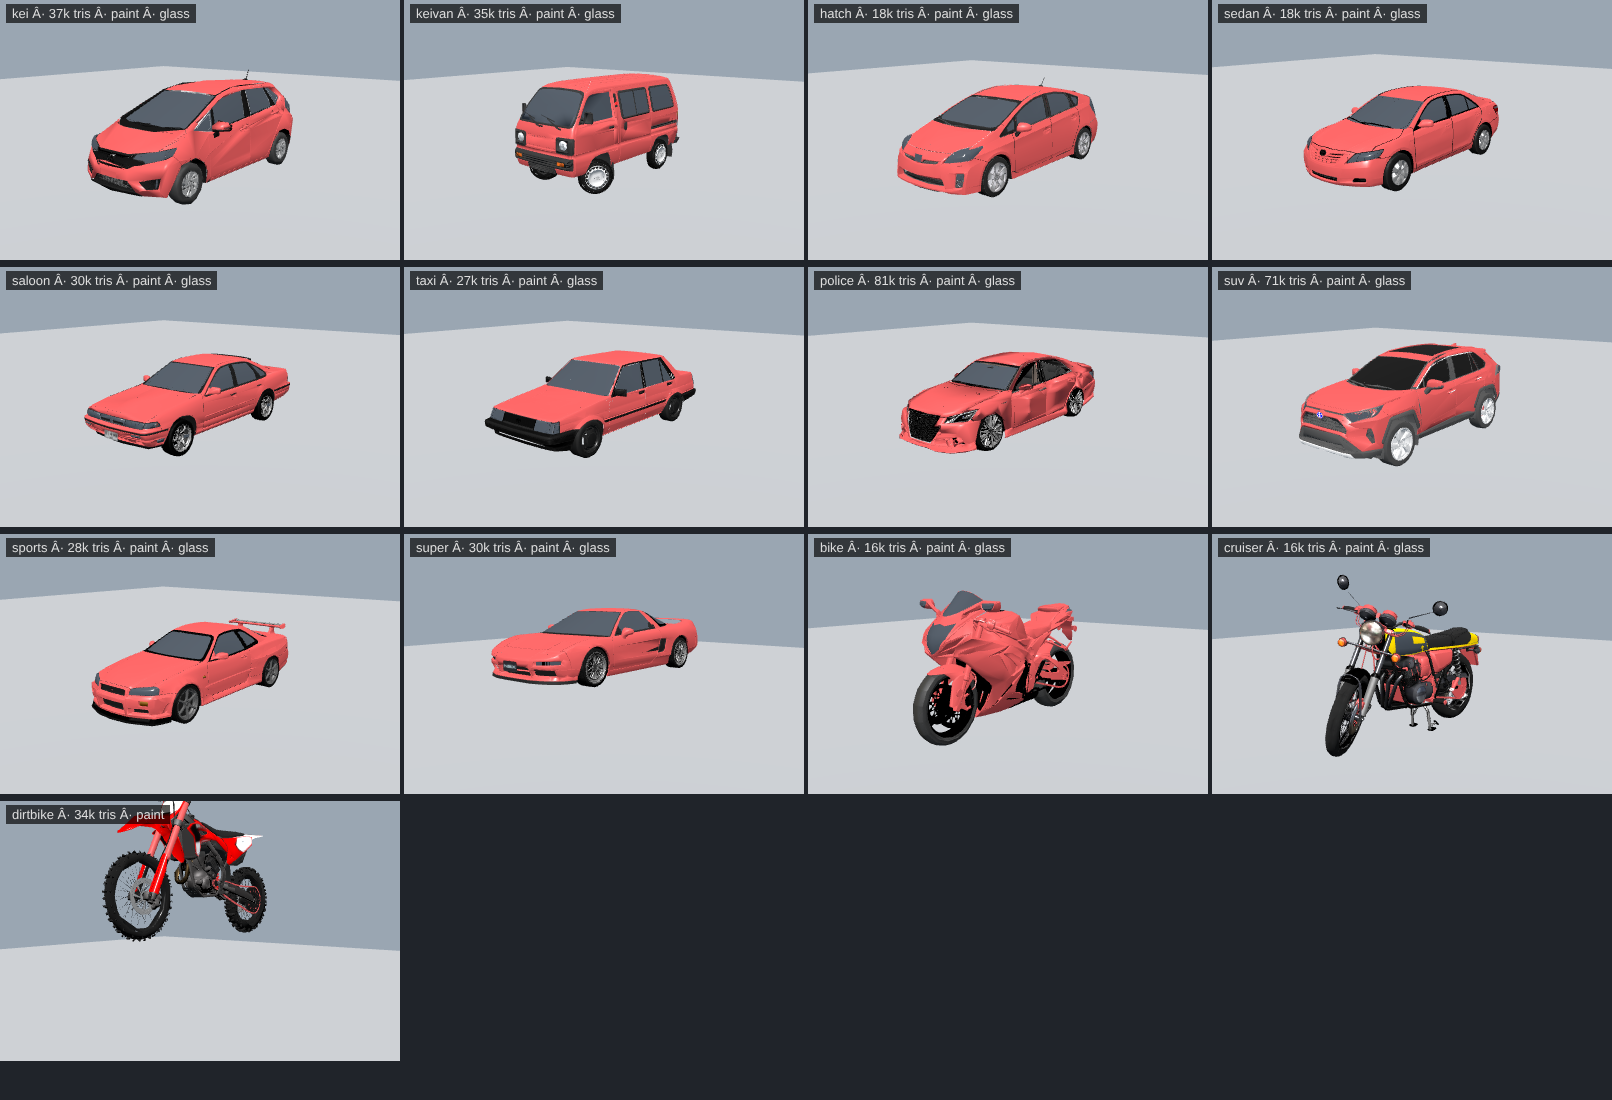 kei Â· 37k tris Â· paint Â· glass
keivan Â· 35k tris Â· paint Â· glass
hatch Â· 18k tris Â· paint Â· glass
sedan Â· 18k tris Â· paint Â· glass
saloon Â· 30k tris Â· paint Â· glass
taxi Â· 27k tris Â· paint Â· glass
police Â· 81k tris Â· paint Â· glass
suv Â· 71k tris Â· paint Â· glass
sports Â· 28k tris Â· paint Â· glass
super Â· 30k tris Â· paint Â· glass
bike Â· 16k tris Â· paint Â· glass
cruiser Â· 16k tris Â· paint Â· glass
dirtbike Â· 34k tris Â· paint